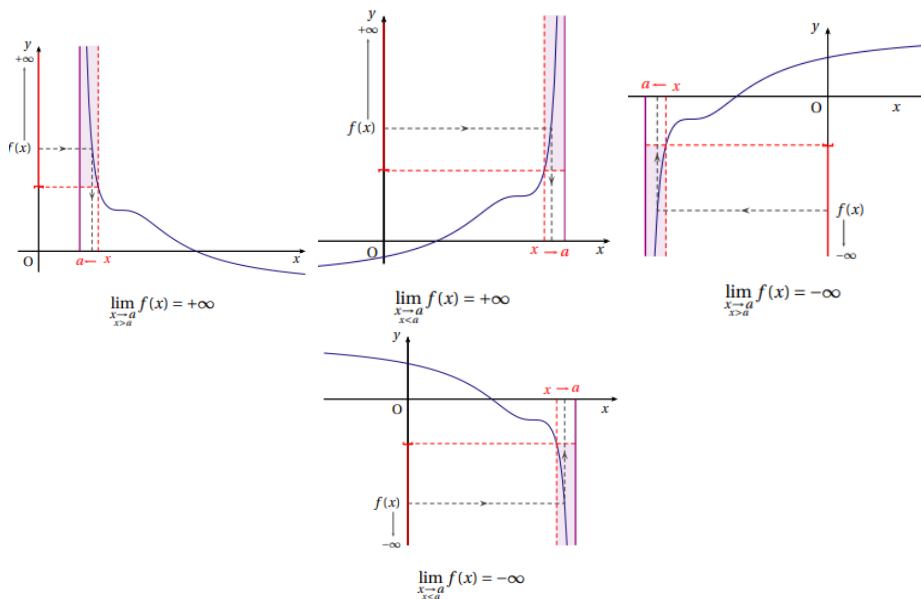 y
+∞
f(x)
O
a ← x
x
lim f(x) = +∞
x→a
x>a
y
+∞
f(x)
O
x → a
x
lim f(x) = +∞
x→a
x<a
y
a ← x
O
x
f(x)
−∞
lim f(x) = −∞
x→a
x>a
y
x → a
O
x
f(x)
−∞
lim f(x) = −∞
x→a
x<a